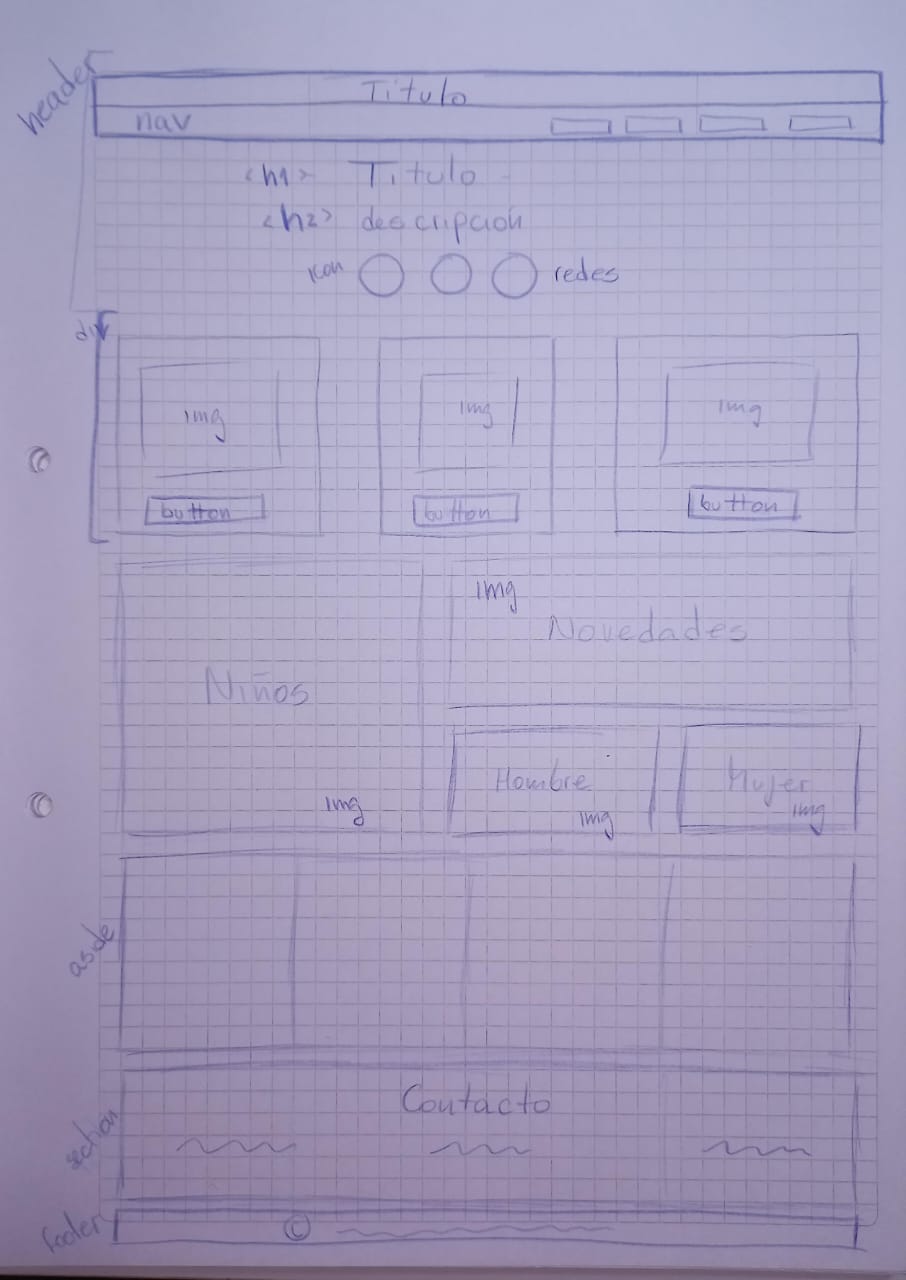 header
Titulo
nav
<h1> Titulo
<h2> descripción
icon redes
div
img img img
button button button
img
Novedades
Niños
Hombre Mujer
img img img
aside
Contacto
section
footer ©